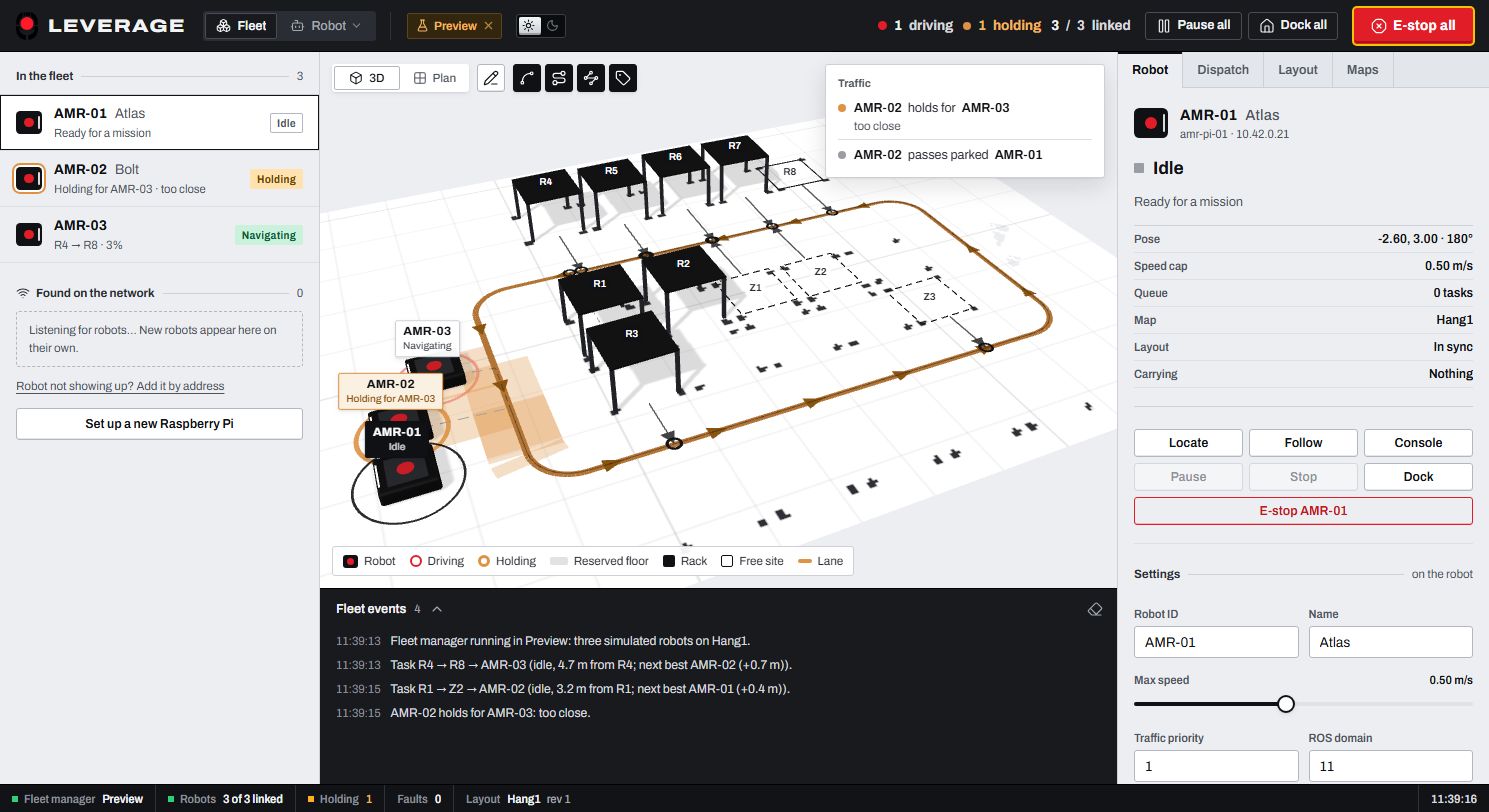 LEVERAGE
Fleet
Robot
Preview
1 driving
1 holding
3 / 3 linked
Pause all
Dock all
E-stop all
In the fleet
3
AMR-01 Atlas
Ready for a mission
Idle
AMR-02 Bolt
Holding for AMR-03 · too close
Holding
AMR-03
R4 → R8 · 3%
Navigating
Found on the network
0
Listening for robots... New robots appear here on
their own.
Robot not showing up? Add it by address
Set up a new Raspberry Pi
3D
Plan
Traffic
AMR-02 holds for AMR-03
too close
AMR-02 passes parked AMR-01
R7
R6
R5
R4
R8
R2
R1
R3
Z2
Z1
Z3
AMR-03
Navigating
AMR-02
Holding for AMR-03
AMR-01
Idle
Robot
Driving
Holding
Reserved floor
Rack
Free site
Lane
Fleet events 4
11:39:13 Fleet manager running in Preview: three simulated robots on Hang1.
11:39:13 Task R4 → R8 → AMR-03 (idle, 4.7 m from R4; next best AMR-02 (+0.7 m)).
11:39:15 Task R1 → Z2 → AMR-02 (idle, 3.2 m from R1; next best AMR-01 (+0.4 m)).
11:39:15 AMR-02 holds for AMR-03: too close.
Robot
Dispatch
Layout
Maps
AMR-01 Atlas
amr-pi-01 · 10.42.0.21
Idle
Ready for a mission
Pose -2.60, 3.00 · 180°
Speed cap 0.50 m/s
Queue 0 tasks
Map Hang1
Layout In sync
Carrying Nothing
Locate
Follow
Console
Pause
Stop
Dock
E-stop AMR-01
Settings
on the robot
Robot ID
Name
AMR-01
Atlas
Max speed
0.50 m/s
Traffic priority
ROS domain
1
11
Fleet manager Preview
Robots 3 of 3 linked
Holding 1
Faults 0
Layout Hang1 rev 1
11:39:16